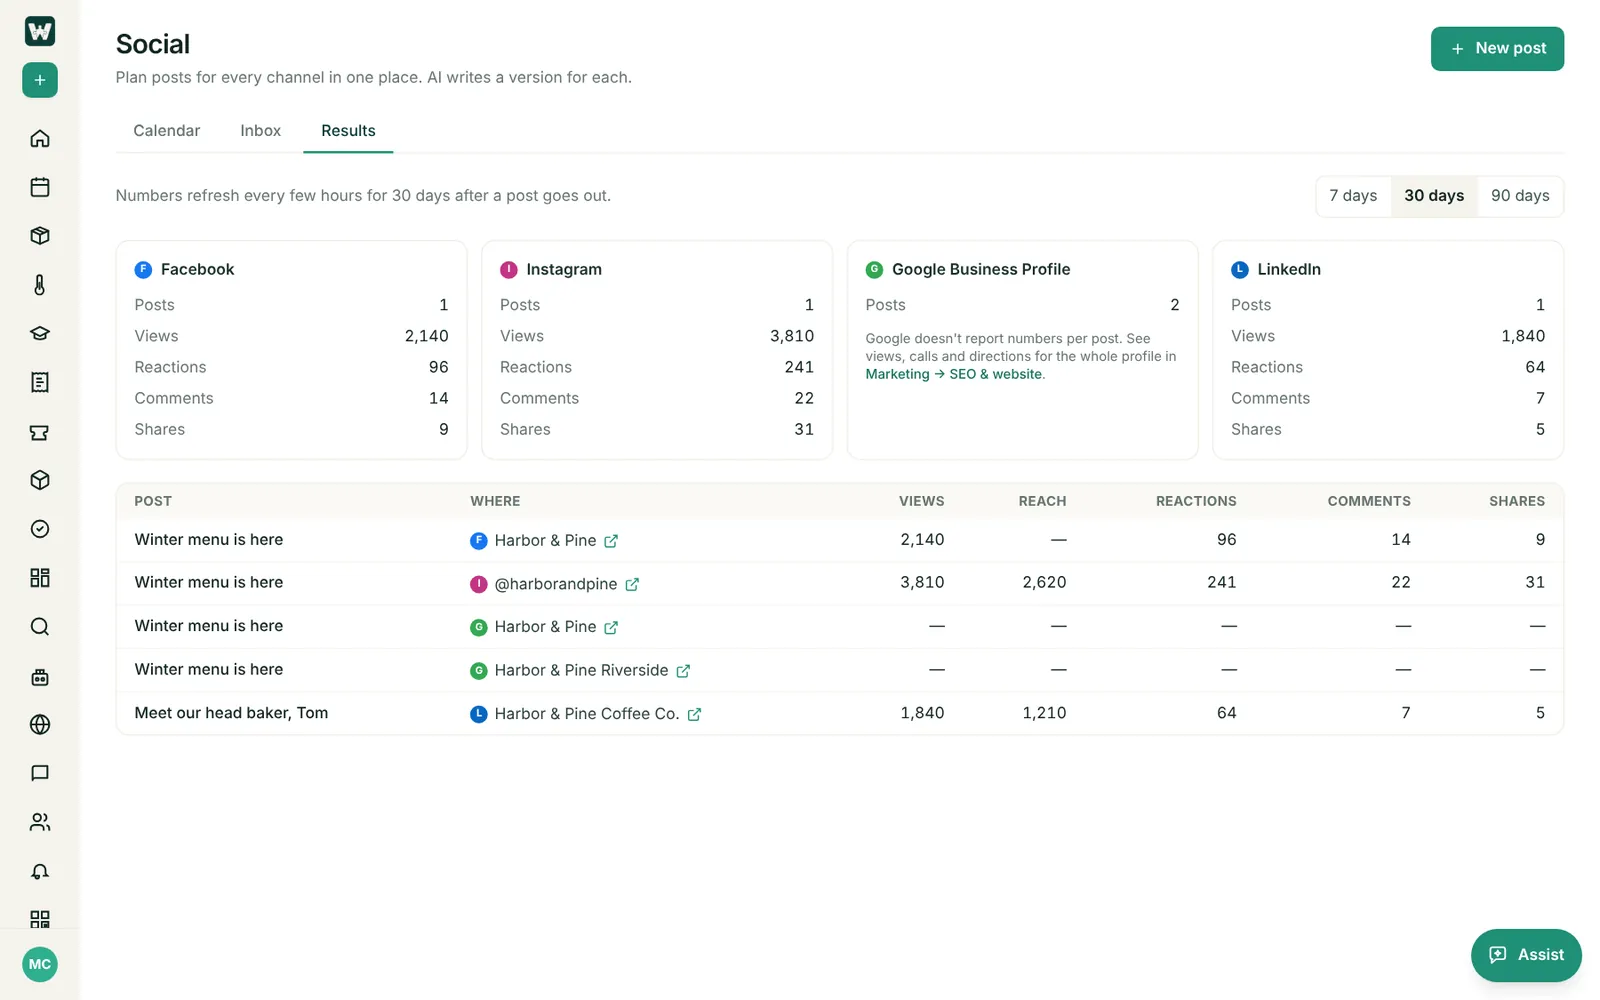 W
Social
Plan posts for every channel in one place. AI writes a version for each.
+ New post
Calendar Inbox Results
Numbers refresh every few hours for 30 days after a post goes out.
7 days 30 days 90 days
F Facebook
Posts 1
Views 2,140
Reactions 96
Comments 14
Shares 9
I Instagram
Posts 1
Views 3,810
Reactions 241
Comments 22
Shares 31
G Google Business Profile
Posts 2
Google doesn't report numbers per post. See
views, calls and directions for the whole profile in
Marketing → SEO & website.
L LinkedIn
Posts 1
Views 1,840
Reactions 64
Comments 7
Shares 5
POST WHERE VIEWS REACH REACTIONS COMMENTS SHARES
Winter menu is here F Harbor & Pine 2,140 — 96 14 9
Winter menu is here I @harborandpine 3,810 2,620 241 22 31
Winter menu is here G Harbor & Pine — — — — —
Winter menu is here G Harbor & Pine Riverside — — — — —
Meet our head baker, Tom L Harbor & Pine Coffee Co. 1,840 1,210 64 7 5
MC
Assist